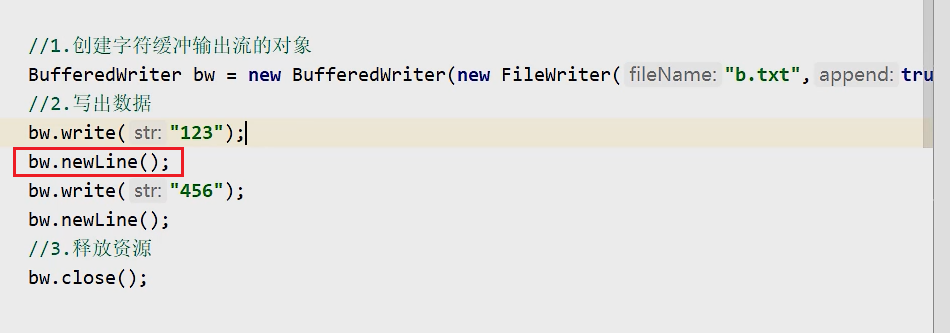 //1.创建字符缓冲输出流的对象
BufferedWriter bw = new BufferedWriter(new FileWriter( fileName: "b.txt", append: tru
//2.写出数据
bw.write( str: "123");
bw.newLine();
bw.write( str: "456");
bw.newLine();
//3.释放资源
bw.close();